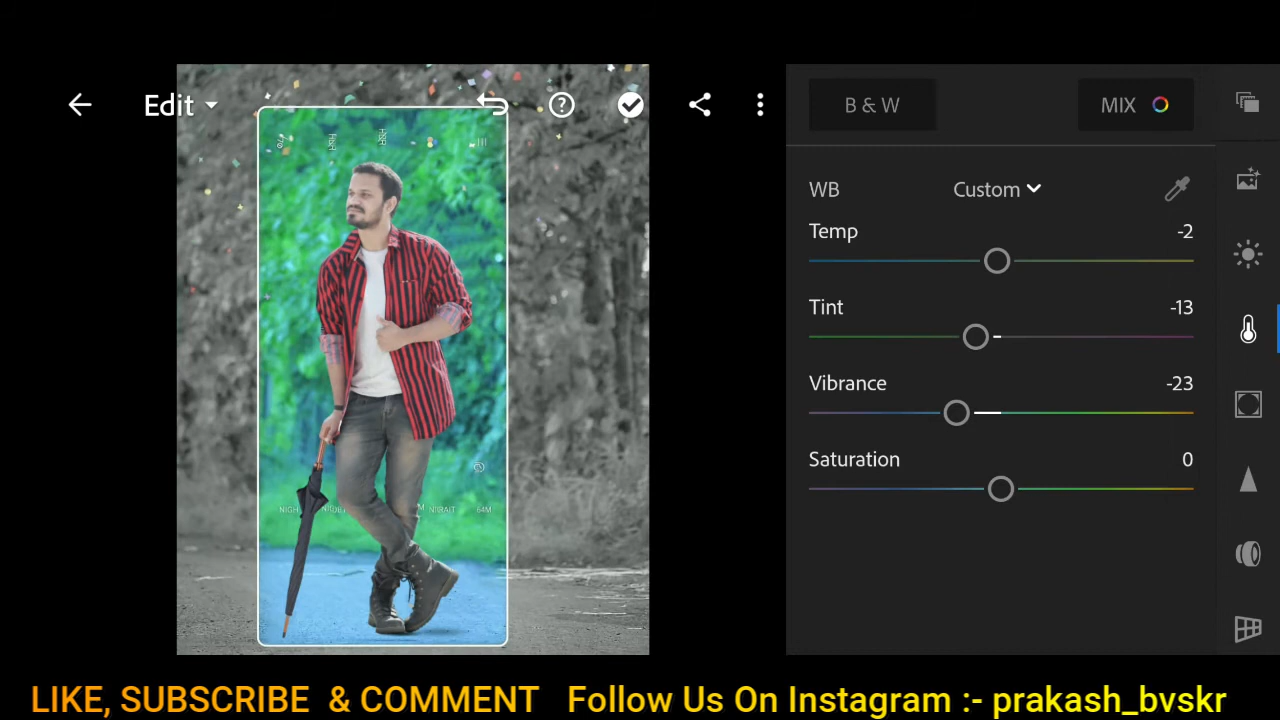 Edit
B & W
MIX
WB
Custom
Temp
-2
Tint
-13
Vibrance
-23
Saturation
0
64M
LIKE, SUBSCRIBE & COMMENT Follow Us On Instagram :- prakash_bvskr